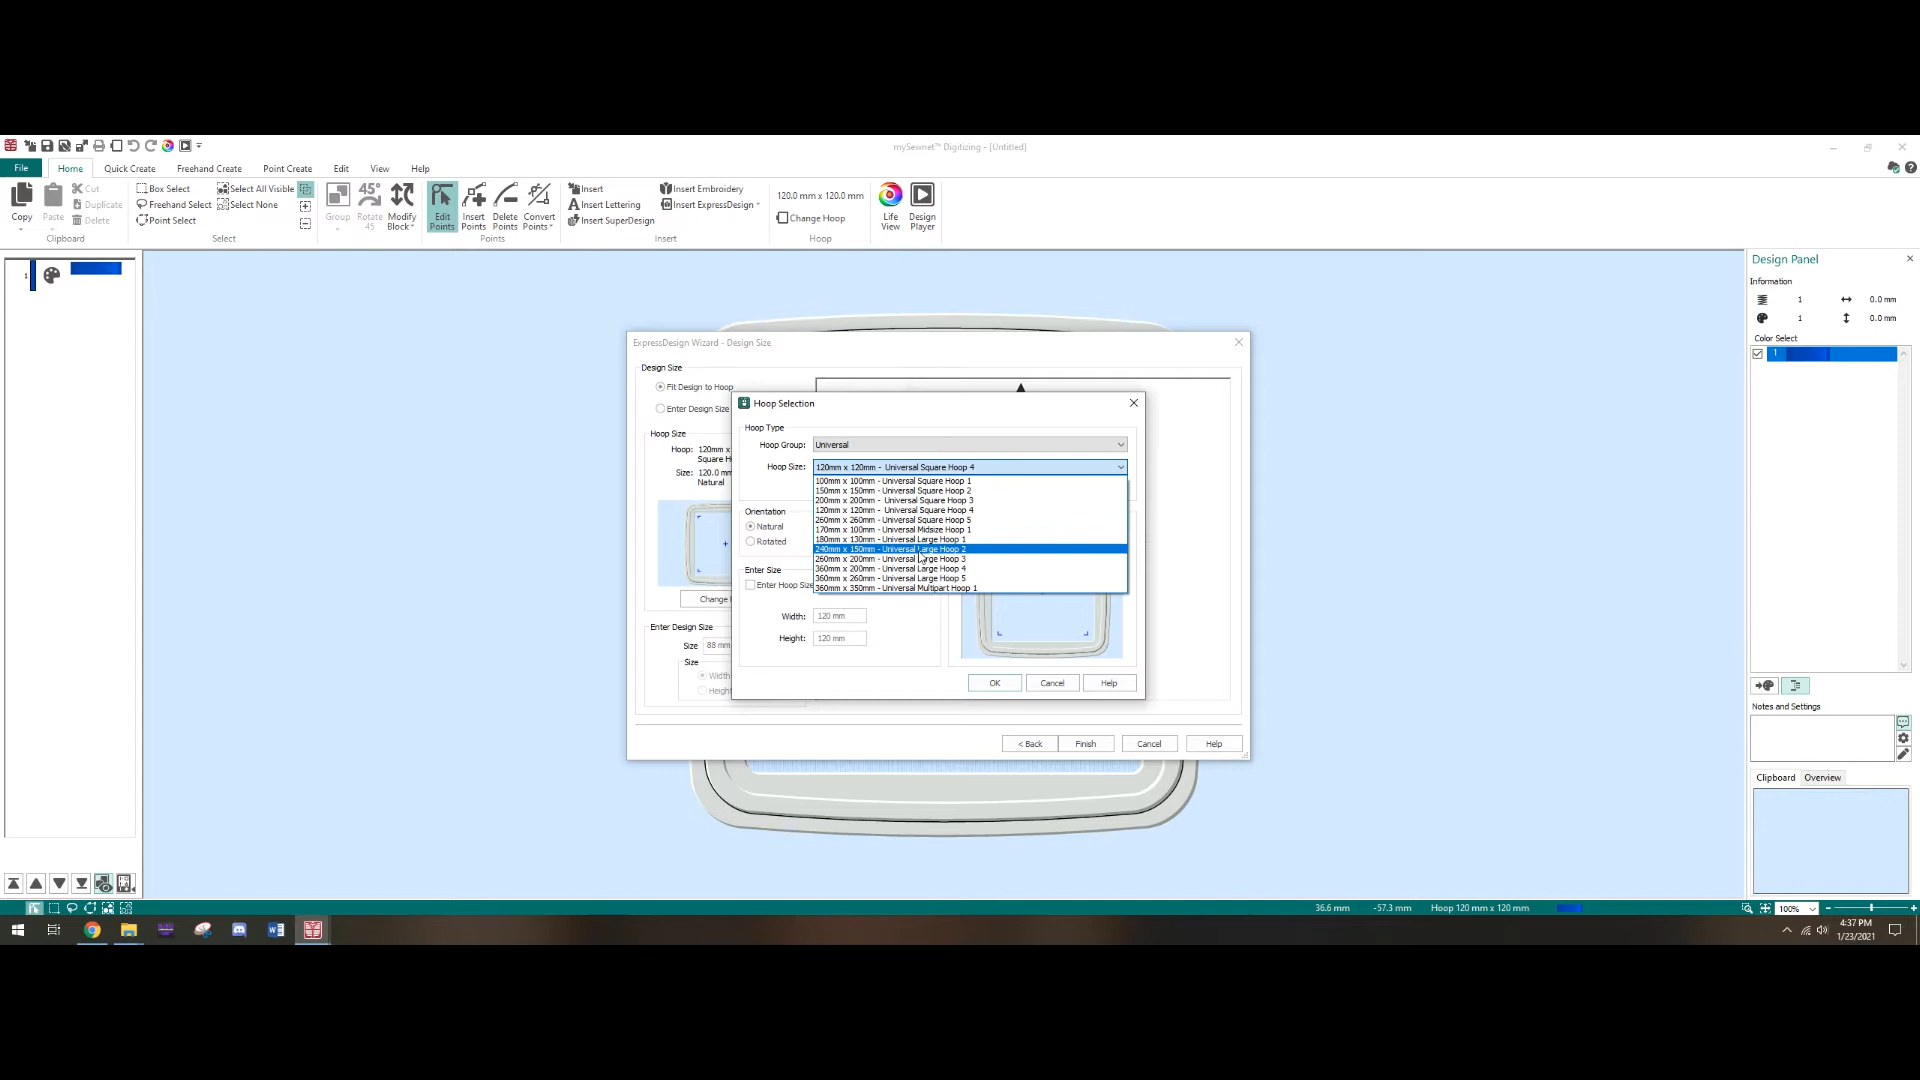 mySewnet™ Digitizing - [Untitled]
File Home Quick Create Freehand Create Point Create Edit View Help
Copy Paste Cut Duplicate Delete
Clipboard
Box Select Select All Visible
Freehand Select Select None
Point Select
Select
Group Rotate 45 Modify Block
45°
Edit Points Insert Points Delete Points Convert Points
Points
Insert Insert Embroidery
Insert Lettering Insert ExpressDesign
Insert SuperDesign
Insert
120.0 mm x 120.0 mm
Change Hoop
Hoop
Life View Design Player
1
ExpressDesign Wizard - Design Size
Design Size
Fit Design to Hoop
Enter Design Size
Hoop Size
Hoop: 120mm x
Square H
Size: 120.0 mm
Natural
Change
Enter Design Size
Size 88 mm
Size
Width
Height
< Back Finish Cancel Help
Hoop Selection
Hoop Type
Hoop Group: Universal
Hoop Size: 120mm x 120mm - Universal Square Hoop 4
100mm x 100mm - Universal Square Hoop 1
150mm x 150mm - Universal Square Hoop 2
200mm x 200mm - Universal Square Hoop 3
120mm x 120mm - Universal Square Hoop 4
260mm x 260mm - Universal Square Hoop 5
170mm x 100mm - Universal Midsize Hoop 1
180mm x 130mm - Universal Large Hoop 1
240mm x 150mm - Universal Large Hoop 2
260mm x 200mm - Universal Large Hoop 3
360mm x 200mm - Universal Large Hoop 4
360mm x 260mm - Universal Large Hoop 5
360mm x 350mm - Universal Multipart Hoop 1
Orientation
Natural
Rotated
Enter Size
Enter Hoop Size
Width: 120 mm
Height: 120 mm
OK Cancel Help
Design Panel
Information
1 0.0 mm
1 0.0 mm
Color Select
1
Notes and Settings
Clipboard Overview
36.6 mm -57.3 mm Hoop 120 mm x 120 mm 100%
4:37 PM
1/23/2021